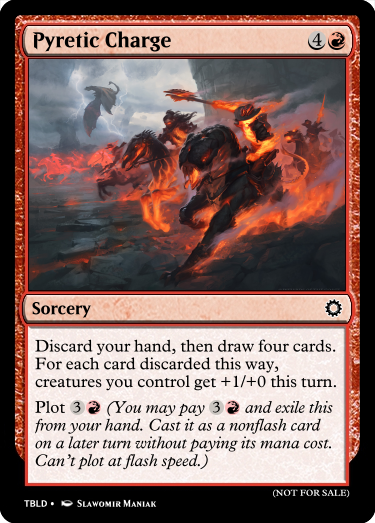 Pyretic Charge 4
Sorcery
Discard your hand, then draw four cards.
For each card discarded this way,
creatures you control get +1/+0 this turn.
Plot 3 (You may pay 3 and exile this
from your hand. Cast it as a nonflash card
on a later turn without paying its mana cost.
Can't plot at flash speed.)
(NOT FOR SALE)
TBLD • Slawomir Maniak